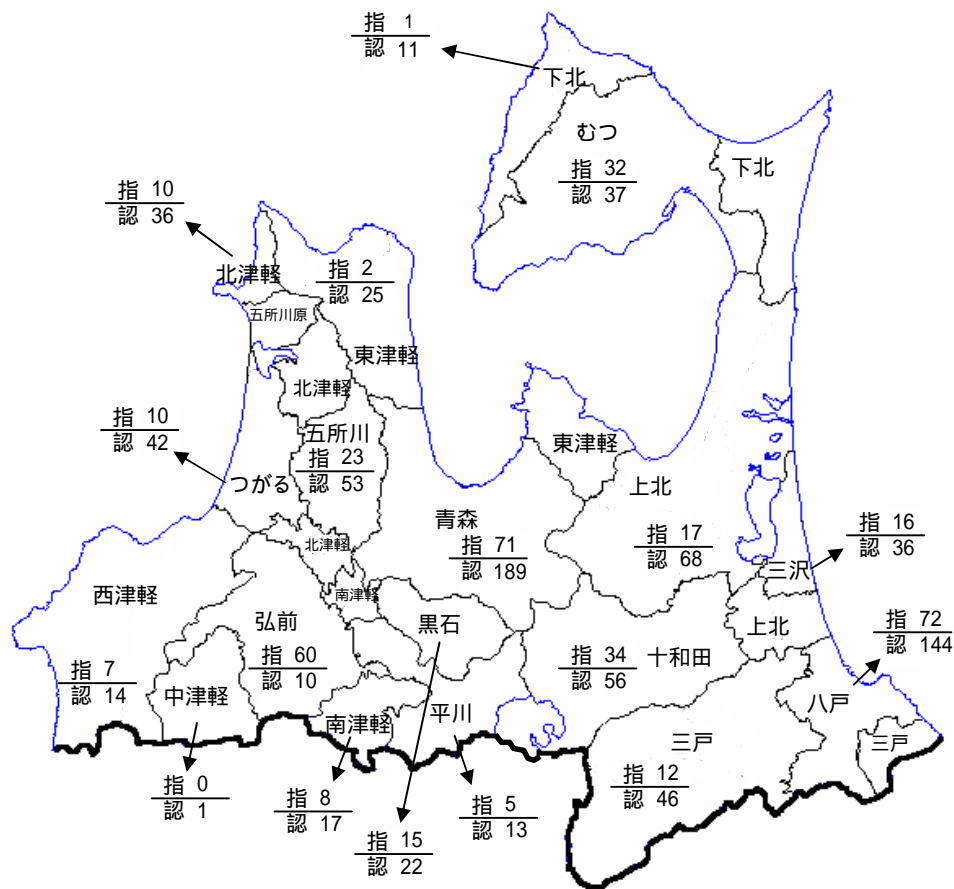 指 1
認 11
下北
むつ
指 32
認 37
下北
指 10
認 36
北津軽
指 2
認 25
五所川原
東津軽
北津軽
指 10
認 42
五所川
指 23
認 53
つがる
東津軽
上北
青森
指 71
認 189
指 17
認 68
指 16
認 36
三沢
北津軽
南津軽
西津軽
弘前
黒石
上北
指 72
認 144
指 60
認 10
指 34
認 56
十和田
指 7
認 14
中津軽
八戸
南津軽
平川
三戸
三戸
指 12
認 46
指 0
認 1
指 8
認 17
指 5
認 13
指 15
認 22